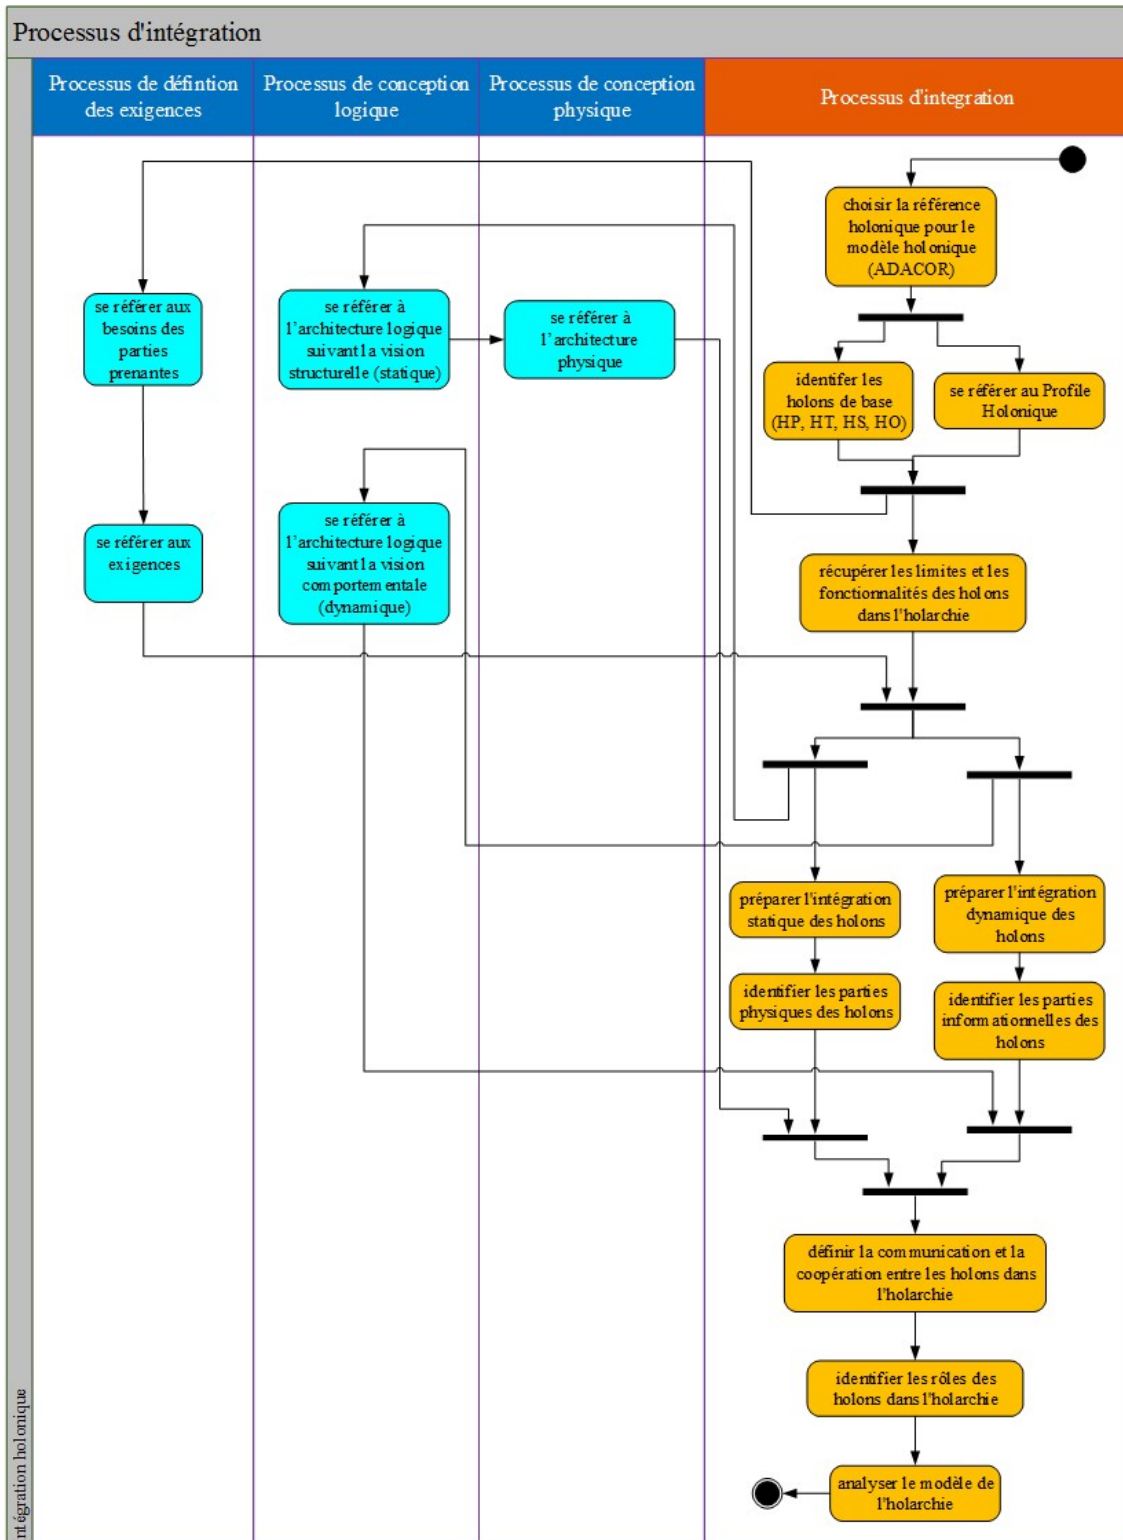 Processus d'intégration
Processus de défintion
des exigences
Processus de conception
logique
Processus de conception
physique
Processus d'integration
choisir la référence
holonique pour le
modèle holonique
(ADACOR)
se référer aux
besoins des
parties
prenantes
se référer à
l'architecture logique
suivant la vision
structurelle (statique)
se référer à
l'architecture
physique
identifer les
holons de base
(HP, HT, HS, HO)
se référer au Profile
Holonique
se référer aux
exigences
se référer à
l'architecture logique
suivant la vision
comportementale
(dynamique)
récupérer les limites et les
fonctionnalités des holons
dans l'holarchie
préparer l'intégration
statique des holons
préparer l'intégration
dynamique des
holons
identifier les parties
physiques des holons
identifier les parties
informationnelles des
holons
définir la communication et la
coopération entre les holons dans
l'holarchie
identifier les rôles des
holons dans l'holarchie
analyser le modèle de
l'holarchie
ntégration holonique